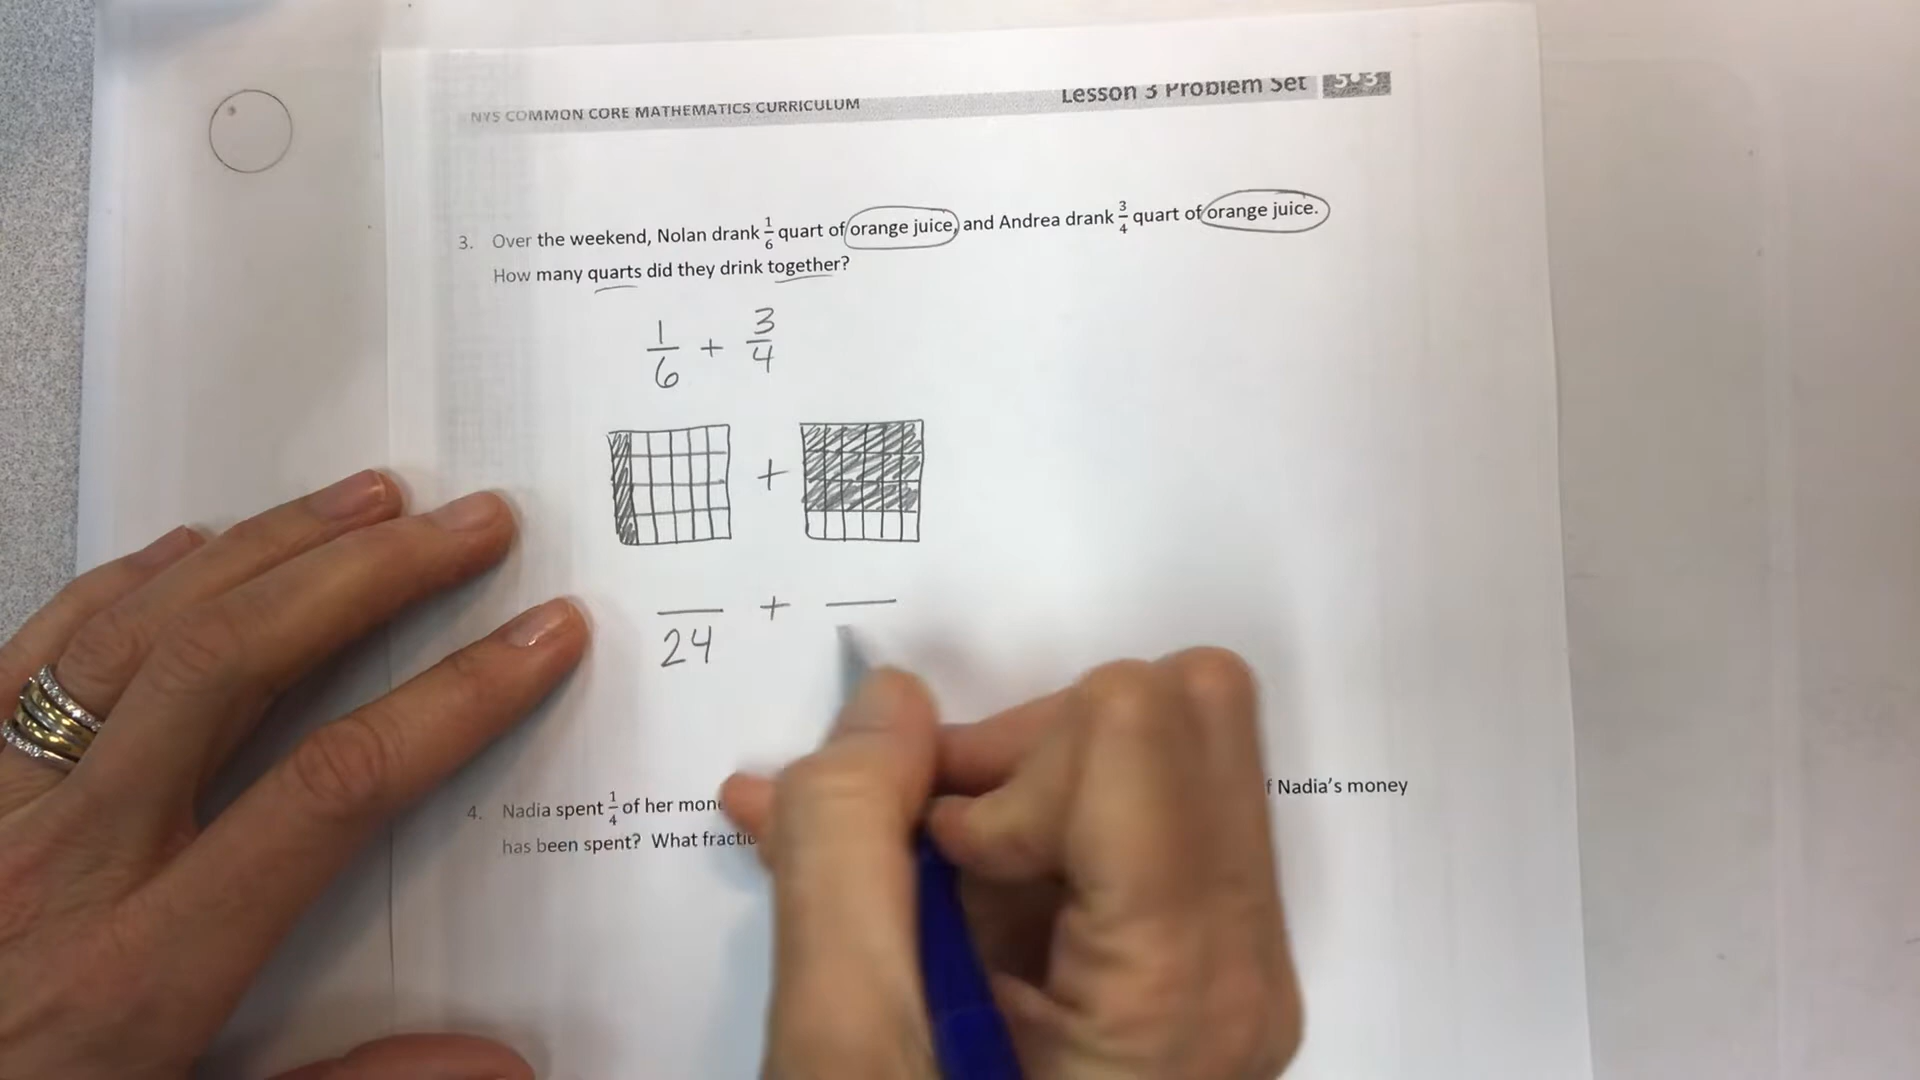 NYS COMMON CORE MATHEMATICS CURRICULUM Lesson 3 Problem Set 5•3
3. Over the weekend, Nolan drank 1/6 quart of orange juice, and Andrea drank 3/4 quart of orange juice.
How many quarts did they drink together?
1/6 + 3/4
+
24 +
4. Nadia spent 1/4 of her Nadia's money
has been spent? What